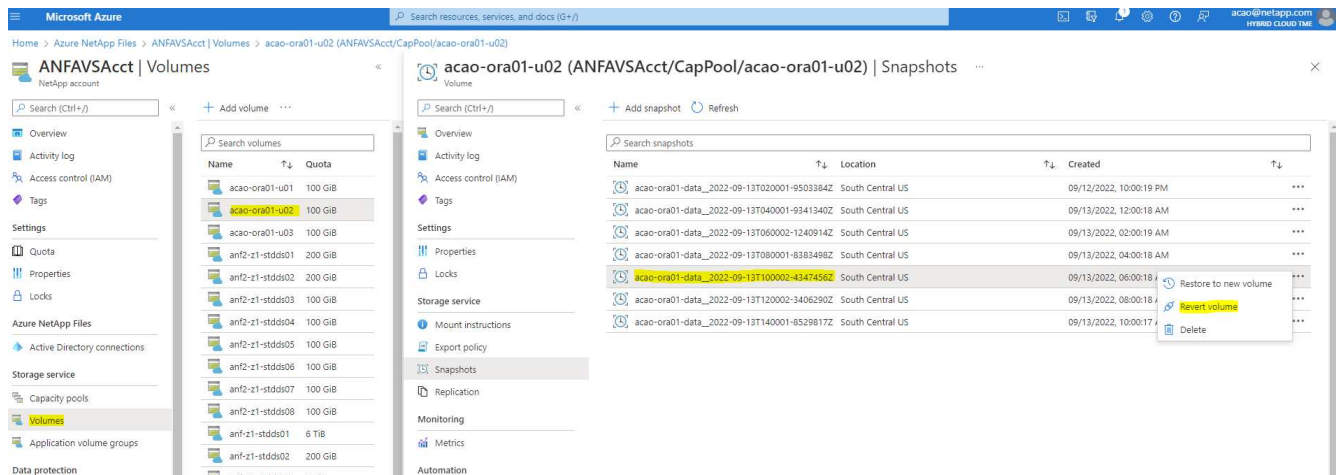 Microsoft Azure
Search resources, services, and docs (G+/)
1
acao@netapp.com
HYBRID CLOUD TME
Home > Azure NetApp Files > ANFAVSAcct | Volumes > acao-ora01-u02 (ANFAVSAcct/CapPool/acao-ora01-u02)
ANFAVSAcct | Volumes
NetApp account
Search (Ctrl+/)
Overview
Activity log
Access control (IAM)
Tags
Settings
Quota
Properties
Locks
Azure NetApp Files
Active Directory connections
Storage service
Capacity pools
Volumes
Application volume groups
Data protection
+ Add volume
Search volumes
Name Quota
acao-ora01-u01 100 GiB
acao-ora01-u02 100 GiB
acao-ora01-u03 100 GiB
anf2-z1-stdds01 200 GiB
anf2-z1-stdds02 200 GiB
anf2-z1-stdds03 100 GiB
anf2-z1-stdds04 100 GiB
anf2-z1-stdds05 100 GiB
anf2-z1-stdds06 100 GiB
anf2-z1-stdds07 100 GiB
anf2-z1-stdds08 100 GiB
anf-z1-stdds01 6 TiB
anf-z1-stdds02 200 GiB
acao-ora01-u02 (ANFAVSAcct/CapPool/acao-ora01-u02) | Snapshots
Volume
Search (Ctrl+/)
Overview
Activity log
Access control (IAM)
Tags
Settings
Properties
Locks
Storage service
Mount instructions
Export policy
Snapshots
Replication
Monitoring
Metrics
Automation
+ Add snapshot Refresh
Search snapshots
Name Location Created
acao-ora01-data_2022-09-13T020001-9503384Z South Central US 09/12/2022, 10:00:19 PM
acao-ora01-data_2022-09-13T040001-9341340Z South Central US 09/13/2022, 12:00:18 AM
acao-ora01-data_2022-09-13T060002-1240914Z South Central US 09/13/2022, 02:00:19 AM
acao-ora01-data_2022-09-13T080001-8383498Z South Central US 09/13/2022, 04:00:18 AM
acao-ora01-data_2022-09-13T100002-4347456Z South Central US 09/13/2022, 06:00:18
acao-ora01-data_2022-09-13T120002-3406290Z South Central US 09/13/2022, 08:00:18
acao-ora01-data_2022-09-13T140001-8529817Z South Central US 09/13/2022, 10:00:17
Restore to new volume
Revert volume
Delete